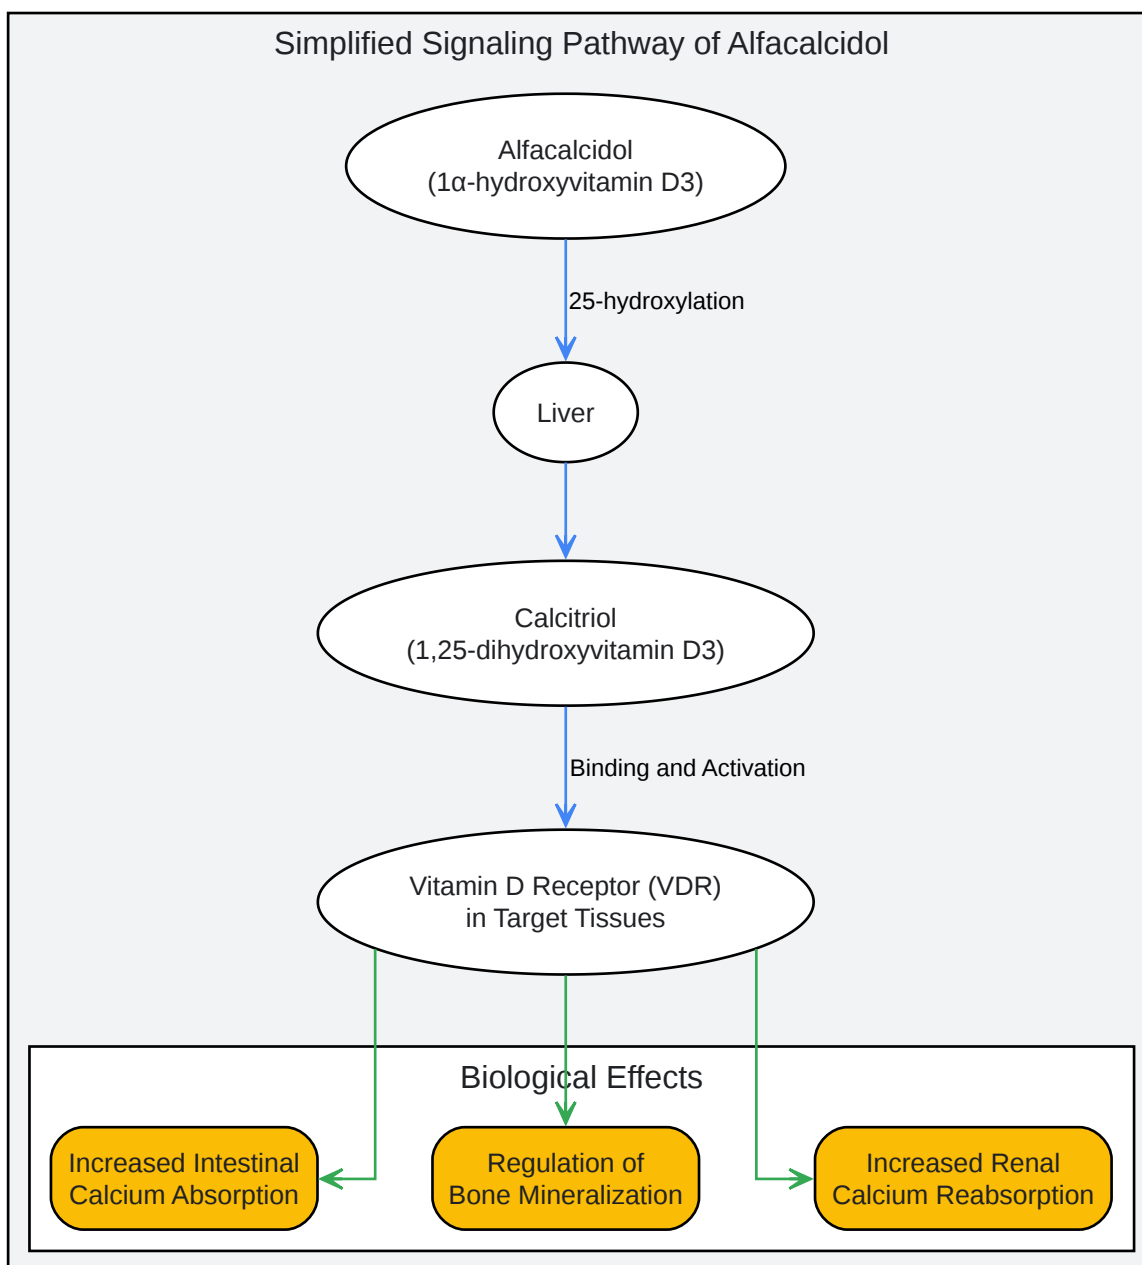 Simplified Signaling Pathway of Alfacalcidol
Alfacalcidol
(1α-hydroxyvitamin D3)
25-hydroxylation
Liver
Calcitriol
(1,25-dihydroxyvitamin D3)
Binding and Activation
Vitamin D Receptor (VDR)
in Target Tissues
Biological Effects
Increased Intestinal
Calcium Absorption
Regulation of
Bone Mineralization
Increased Renal
Calcium Reabsorption